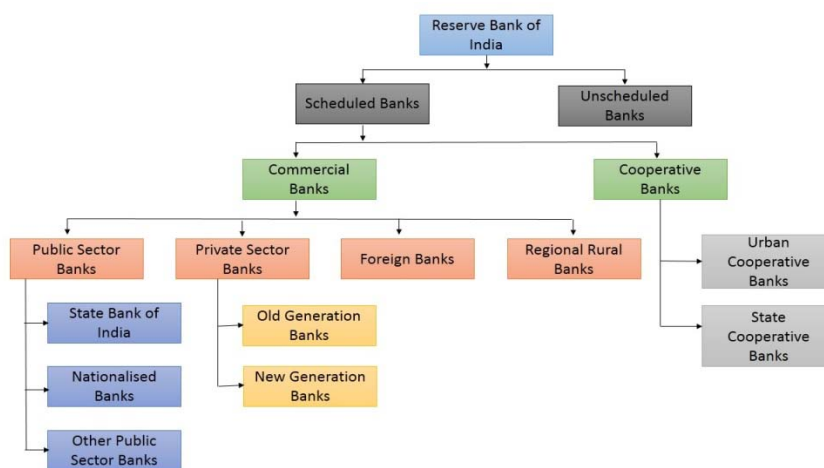 Reserve Bank of
India
Scheduled Banks
Unscheduled
Banks
Commercial
Banks
Cooperative
Banks
Public Sector
Banks
Private Sector
Banks
Foreign Banks
Regional Rural
Banks
Urban
Cooperative
Banks
State Bank of
India
Old Generation
Banks
State
Cooperative
Banks
Nationalised
Banks
New Generation
Banks
Other Public
Sector Banks